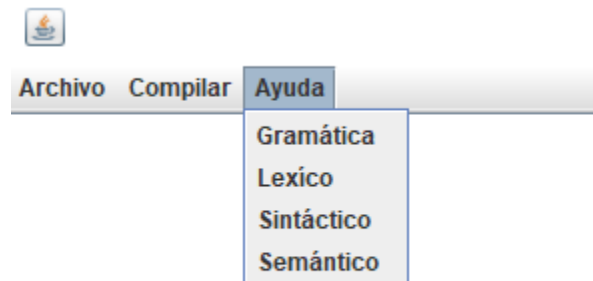 Archivo Compilar Ayuda
Gramática
Lexíco
Sintáctico
Semántico